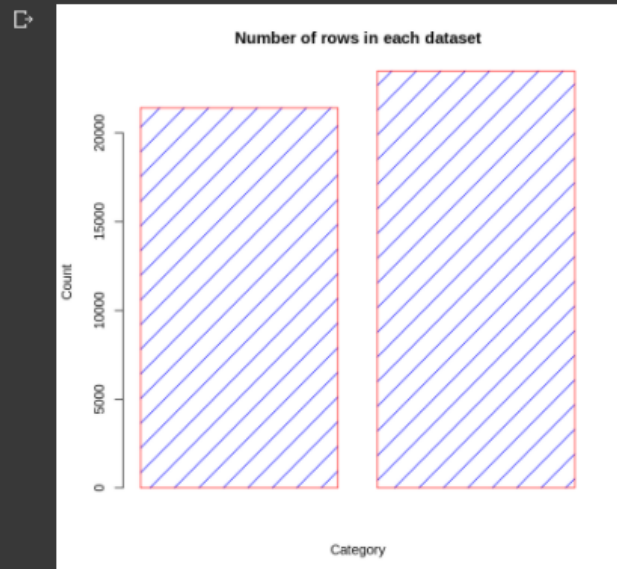 Number of rows in each dataset
20000
15000
10000
5000
0
Count
Category